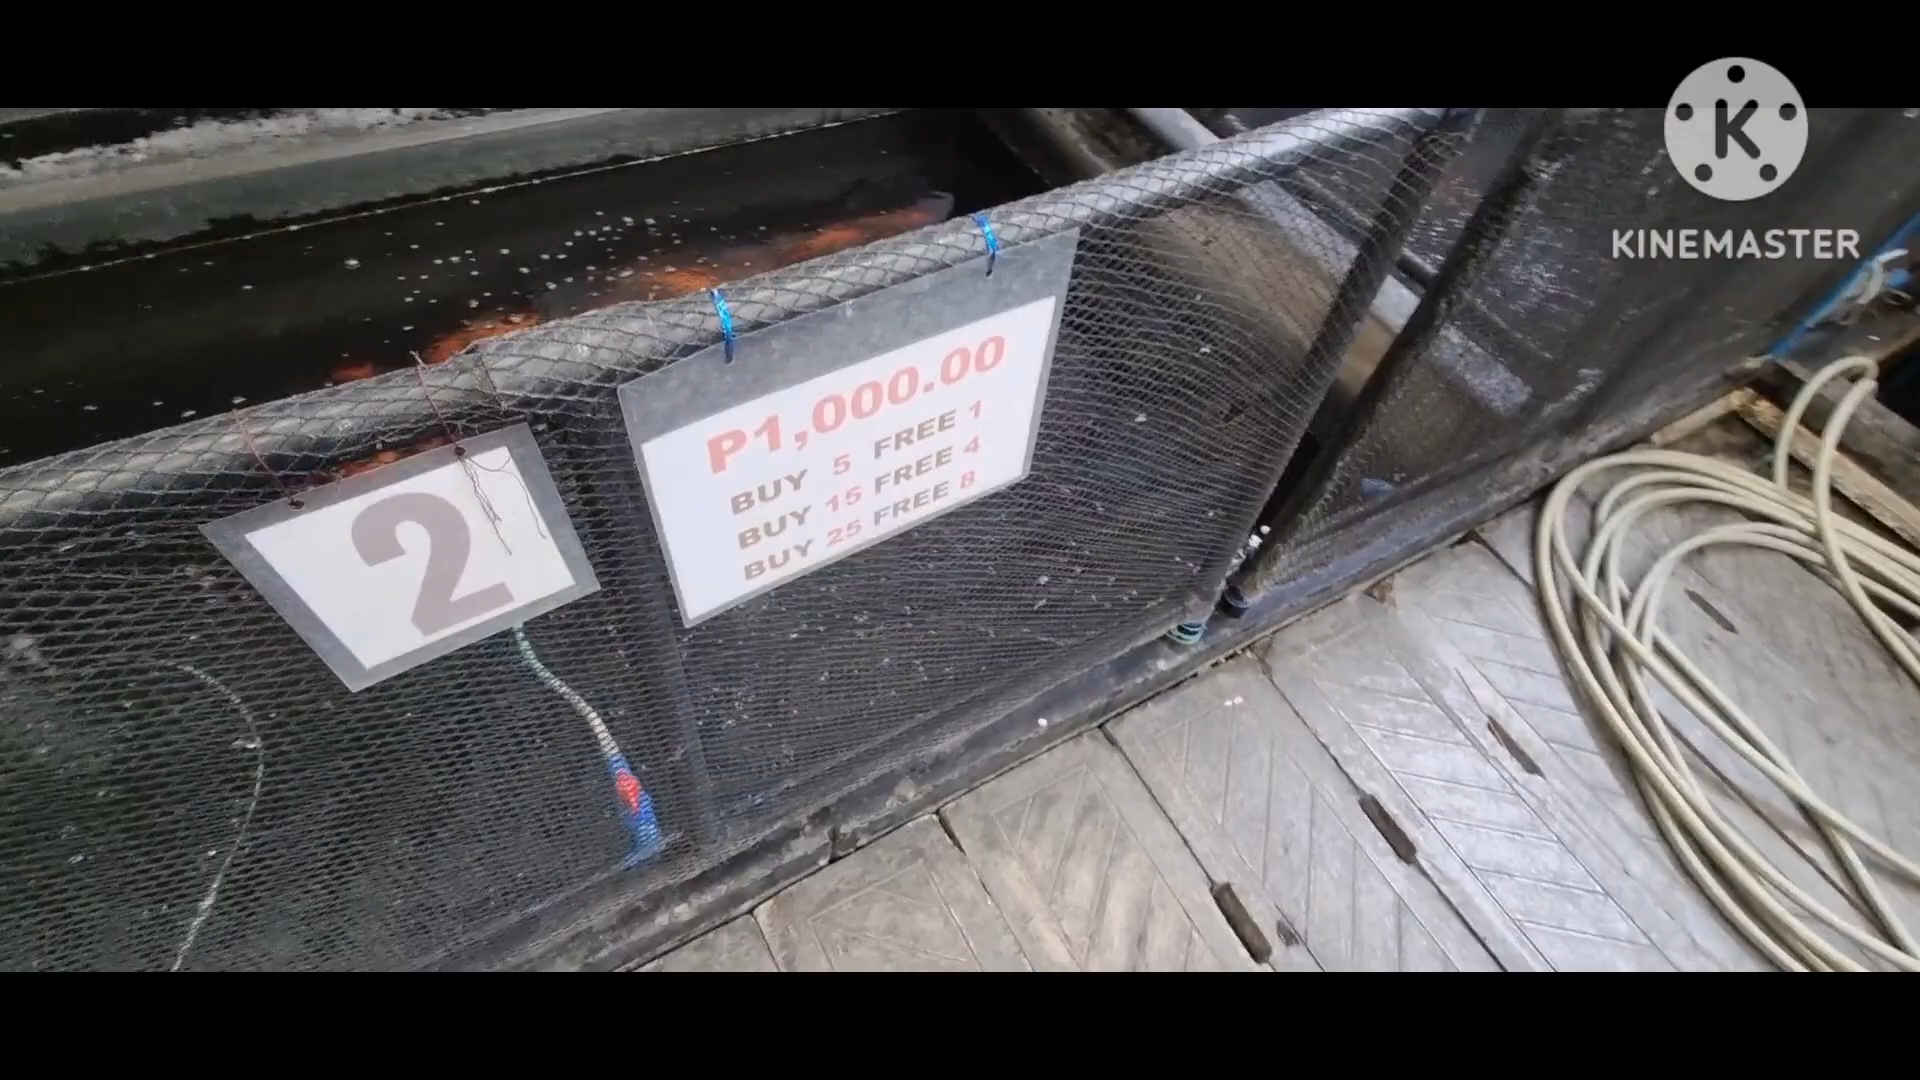 K
KINEMASTER
2
P1,000.00
BUY 5 FREE 1
BUY 15 FREE 4
BUY 25 FREE 8